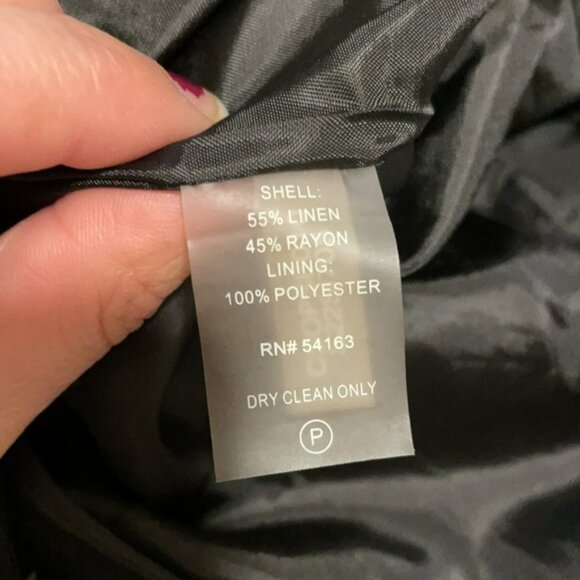 SHELL:
55% LINEN
45% RAYON
LINING:
100% POLYESTER
RN# 54163
DRY CLEAN ONLY
P